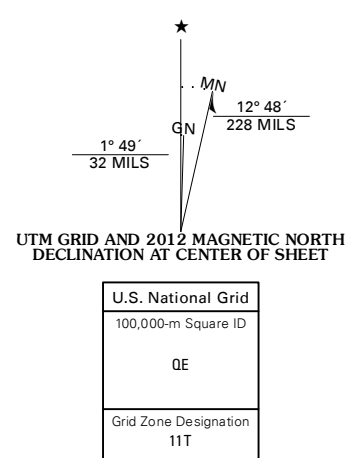 ★
MN
GN
12° 48´
228 MILS
1° 49´
32 MILS
UTM GRID AND 2012 MAGNETIC NORTH
DECLINATION AT CENTER OF SHEET
U.S. National Grid
100,000-m Square ID
QE
Grid Zone Designation
11T